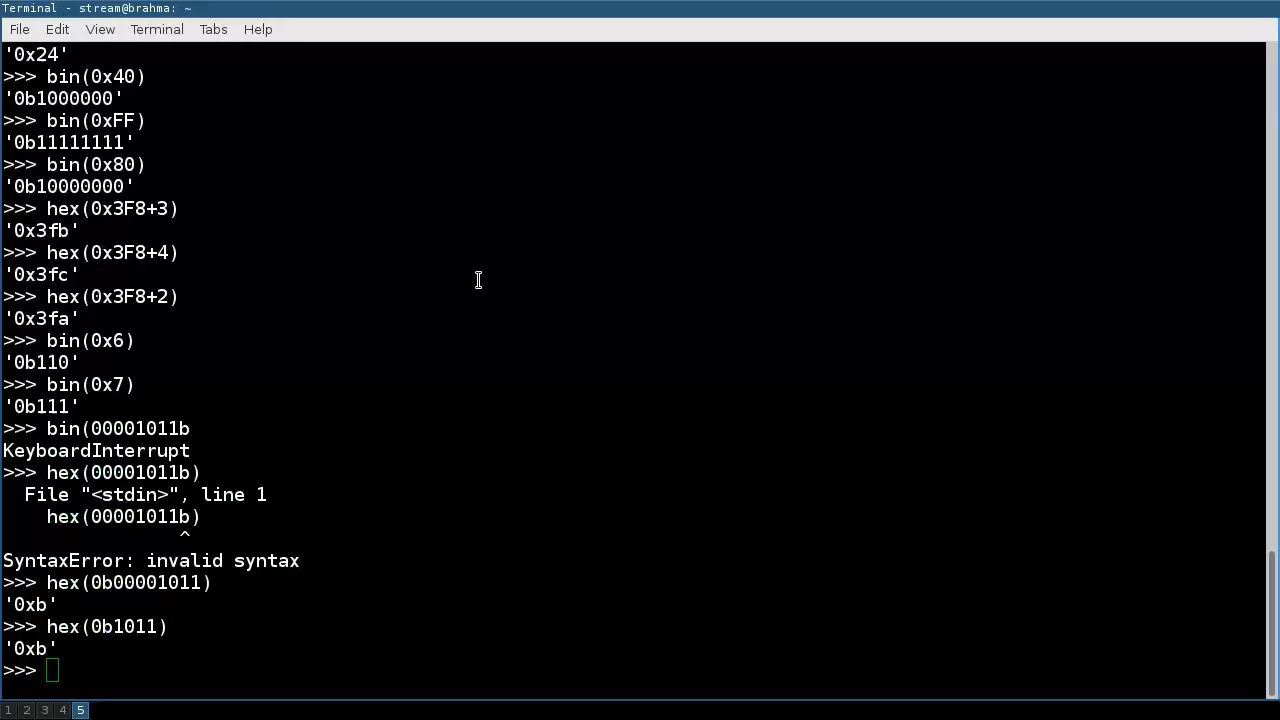 Terminal - stream@brahma: ~
File Edit View Terminal Tabs Help
'0x24'
>>> bin(0x40)
'0b1000000'
>>> bin(0xFF)
'0b11111111'
>>> bin(0x80)
'0b10000000'
>>> hex(0x3F8+3)
'0x3fb'
>>> hex(0x3F8+4)
'0x3fc'
>>> hex(0x3F8+2)
'0x3fa'
>>> bin(0x6)
'0b110'
>>> bin(0x7)
'0b111'
>>> bin(00001011b
KeyboardInterrupt
>>> hex(00001011b)
  File "<stdin>", line 1
    hex(00001011b)
                ^
SyntaxError: invalid syntax
>>> hex(0b00001011)
'0xb'
>>> hex(0b1011)
'0xb'
>>>
1 2 3 4 5